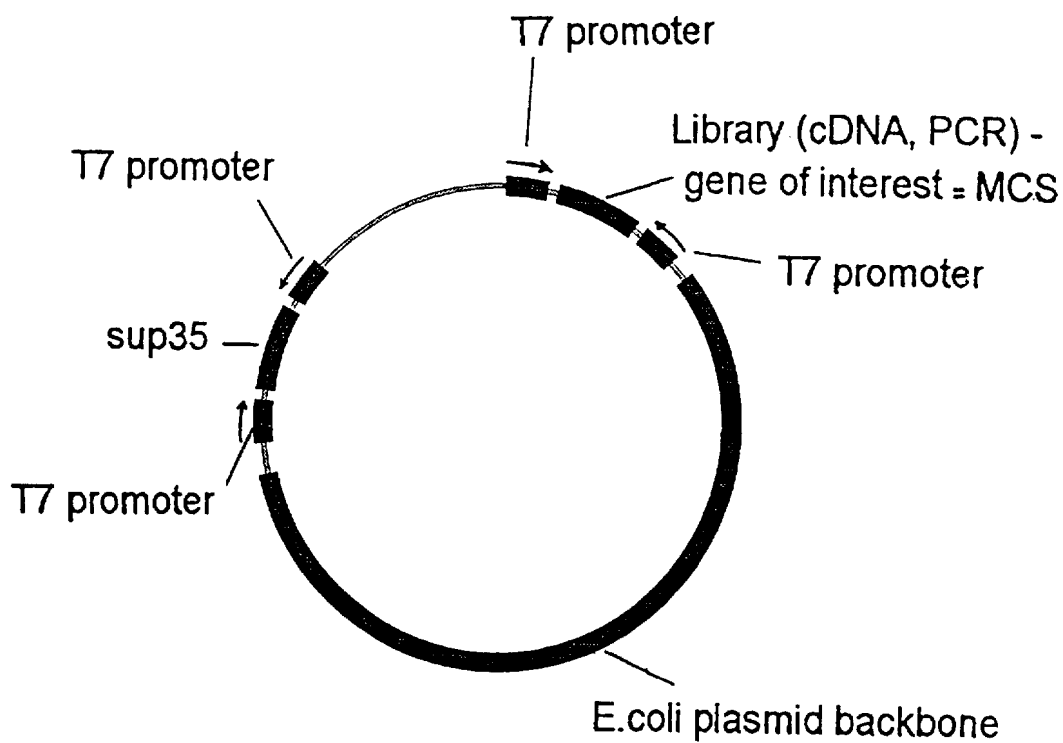 T7 promoter
Library (cDNA, PCR) -
gene of interest = MCS
T7 promoter
T7 promoter
sup35
T7 promoter
E.coli plasmid backbone